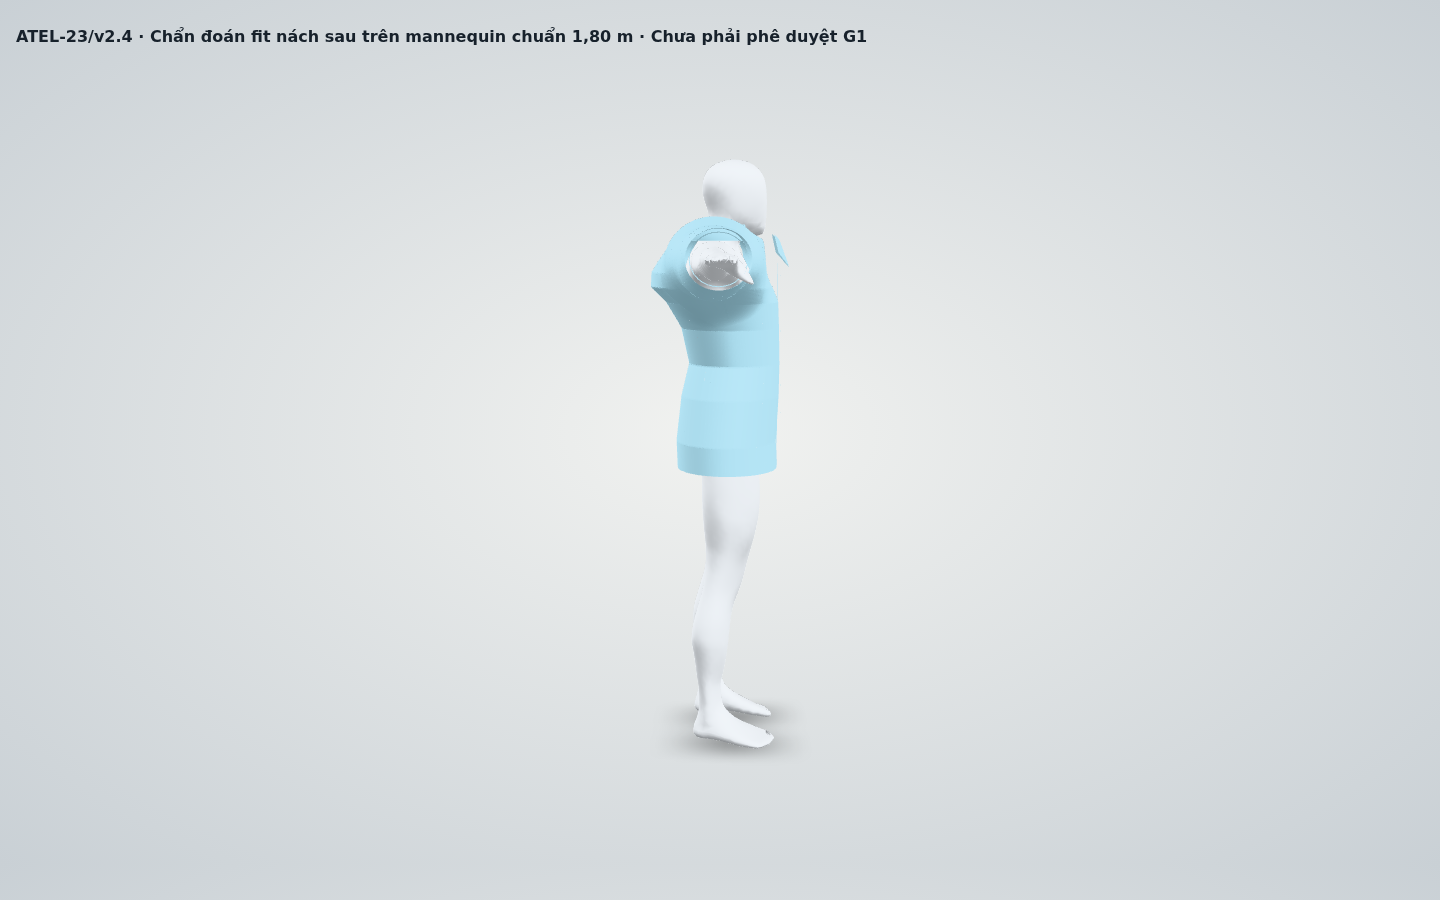 ATEL-23/v2.4 · Chẩn đoán fit nách sau trên mannequin chuẩn 1,80 m · Chưa phải phê duyệt G1